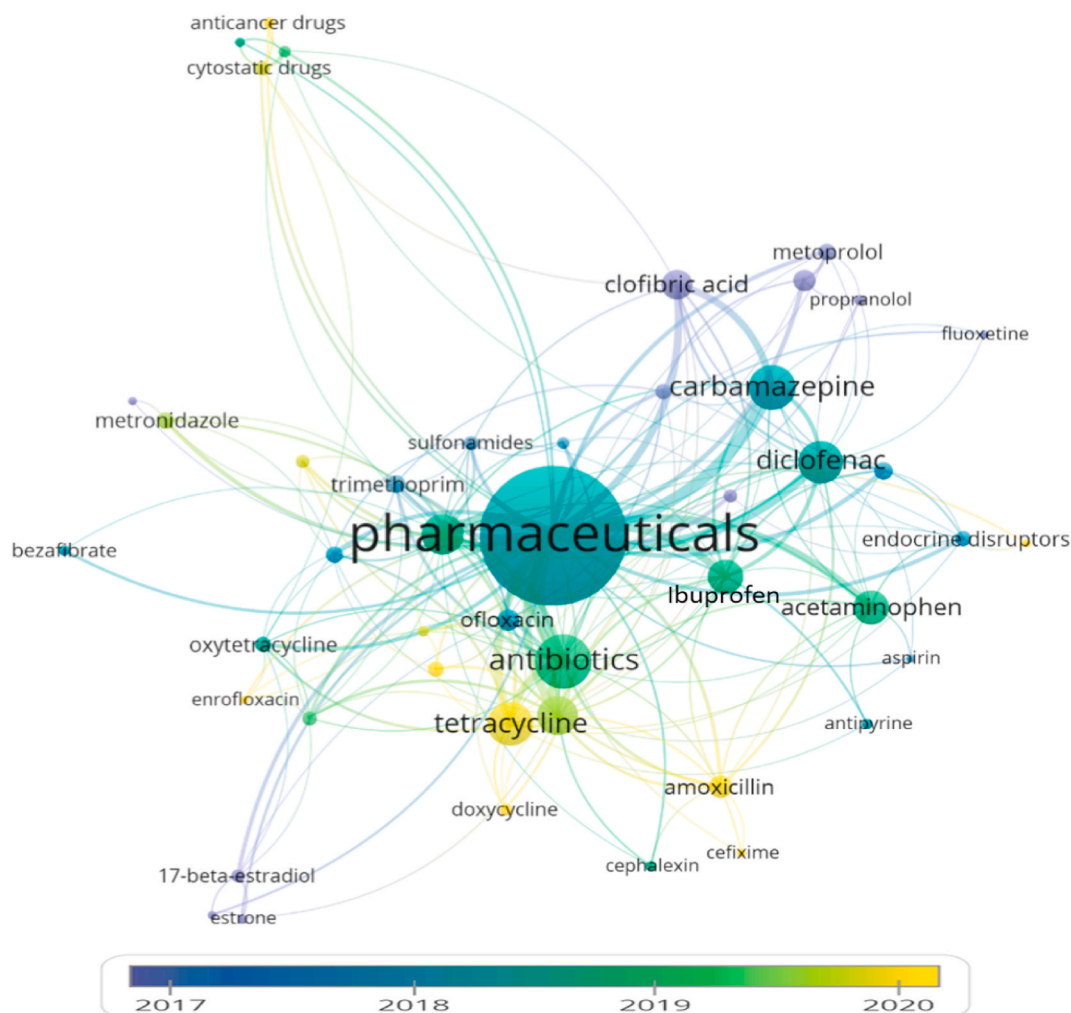 anticancer drugs
cytostatic drugs
metoprolol
clofibric acid
propranolol
fluoxetine
carbamazepine
metronidazole
sulfonamides
diclofenac
trimethoprim
pharmaceuticals
endocrine disruptors
bezafibrate
Ibuprofen
acetaminophen
ofloxacin
oxytetracycline
antibiotics
aspirin
enrofloxacin
tetracycline
antipyrine
amoxicillin
doxycycline
cefixime
cephalexin
17-beta-estradiol
estrone
2017 2018 2019 2020